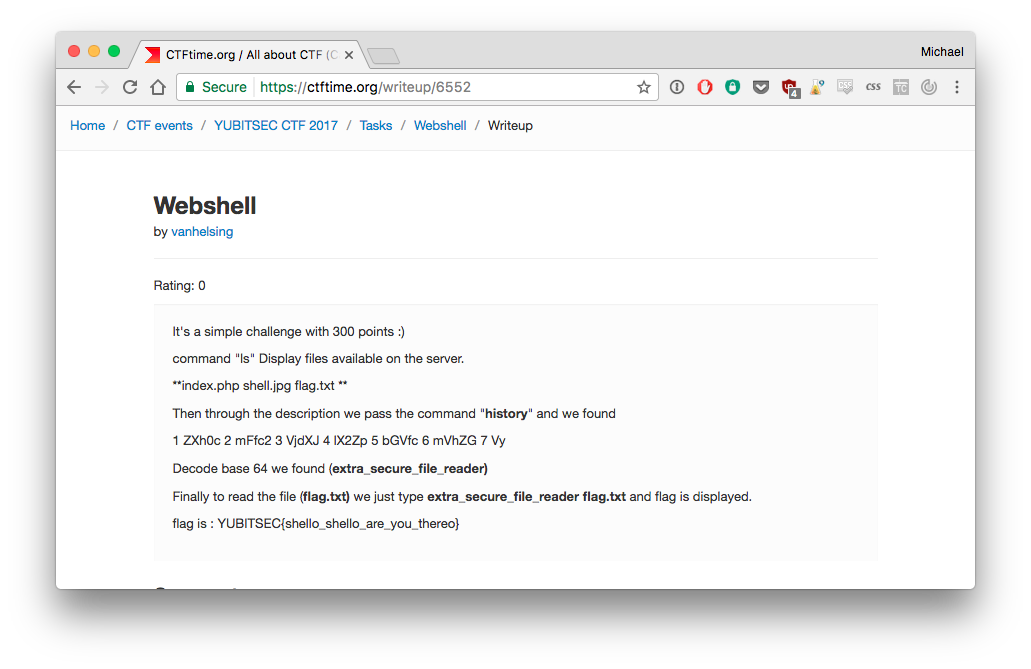 CTFtime.org / All about CTF (C
Michael
Secure https://ctftime.org/writeup/6552
4 CSS css TC
Home / CTF events / YUBITSEC CTF 2017 / Tasks / Webshell / Writeup
Webshell
by vanhelsing
Rating: 0
It's a simple challenge with 300 points :)
command "ls" Display files available on the server.
**index.php shell.jpg flag.txt **
Then through the description we pass the command "history" and we found
1 ZXh0c 2 mFfc2 3 VjdXJ 4 lX2Zp 5 bGVfc 6 mVhZG 7 Vy
Decode base 64 we found (extra_secure_file_reader)
Finally to read the file (flag.txt) we just type extra_secure_file_reader flag.txt and flag is displayed.
flag is : YUBITSEC{shello_shello_are_you_thereo}